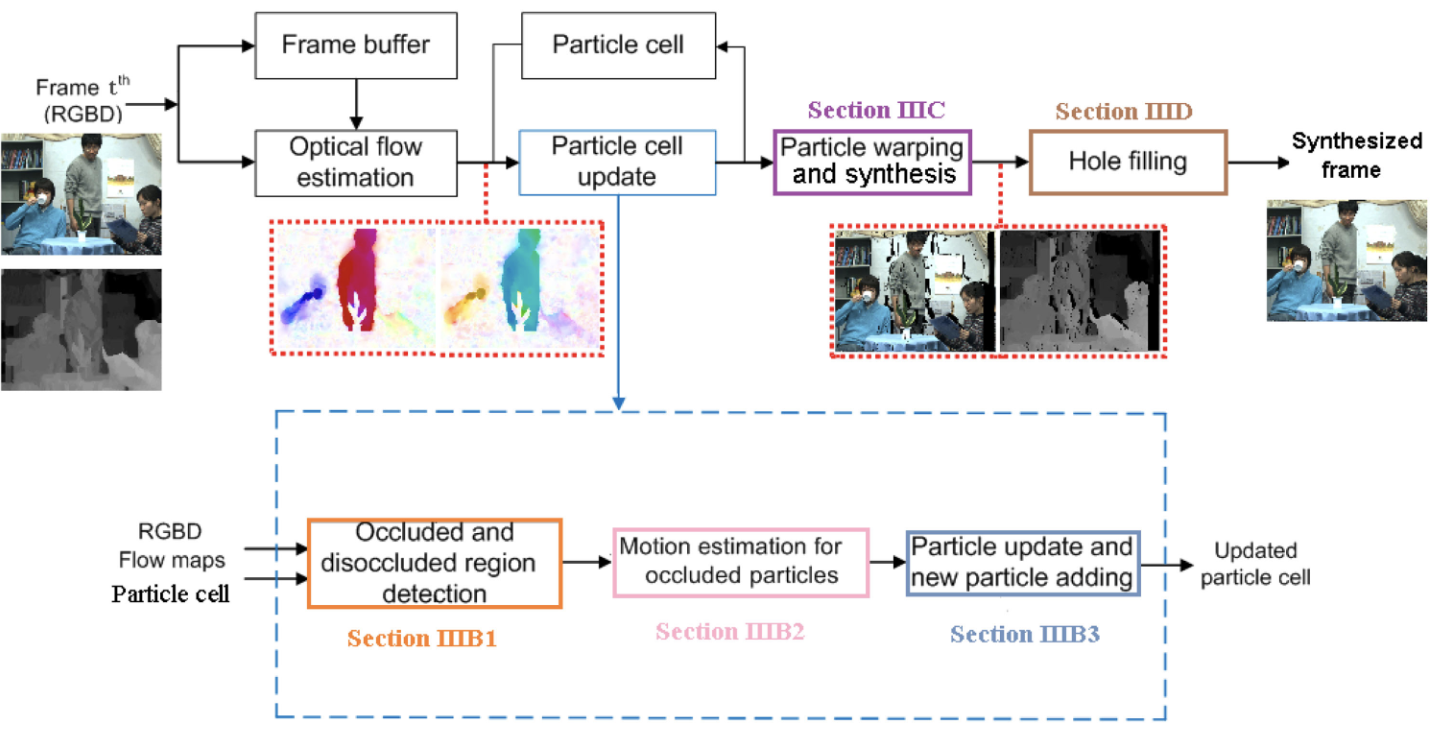 Frame buffer
Particle cell
Frame tᵗʰ
(RGBD)
Section IIIC
Section IIID
Optical flow
estimation
Particle cell
update
Particle warping
and synthesis
Hole filling
Synthesized
frame
RGBD
Flow maps
Particle cell
Occluded and
disoccluded region
detection
Motion estimation for
occluded particles
Particle update and
new particle adding
Updated
particle cell
Section IIIB1
Section IIIB2
Section IIIB3